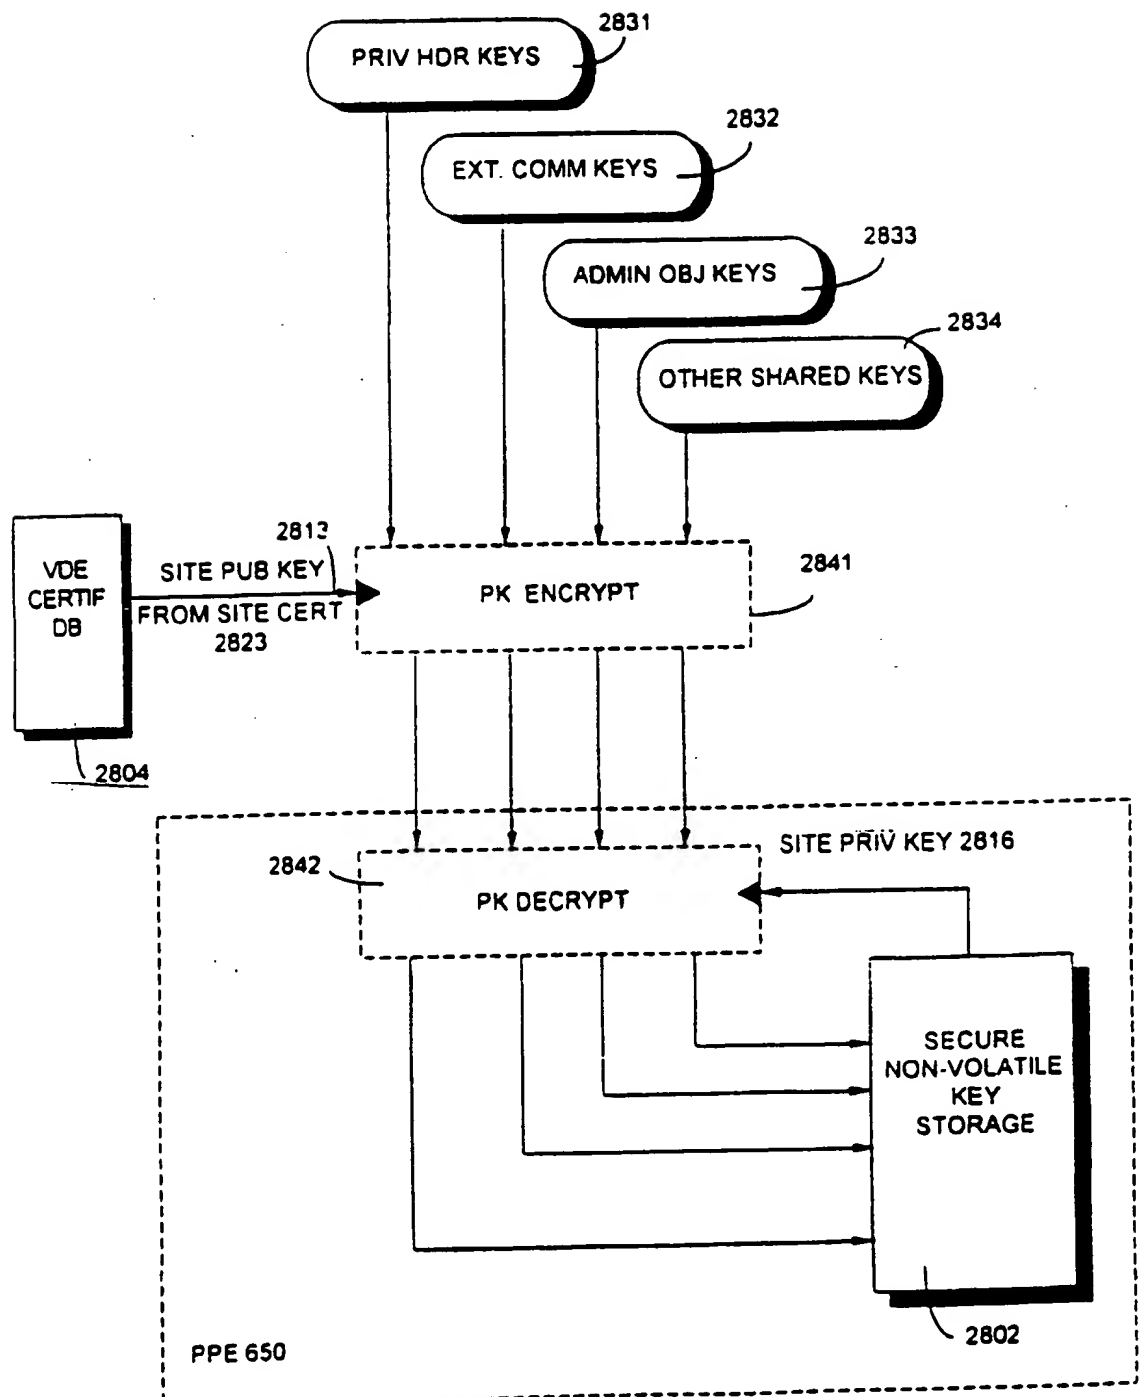 2831
PRIV HDR KEYS
2832
EXT. COMM KEYS
2833
ADMIN OBJ KEYS
2834
OTHER SHARED KEYS
2813
VDE
CERTIF
DB
SITE PUB KEY
FROM SITE CERT
2823
PK ENCRYPT
2841
2804
SITE PRIV KEY 2816
2842
PK DECRYPT
SECURE
NON-VOLATILE
KEY
STORAGE
2802
PPE 650